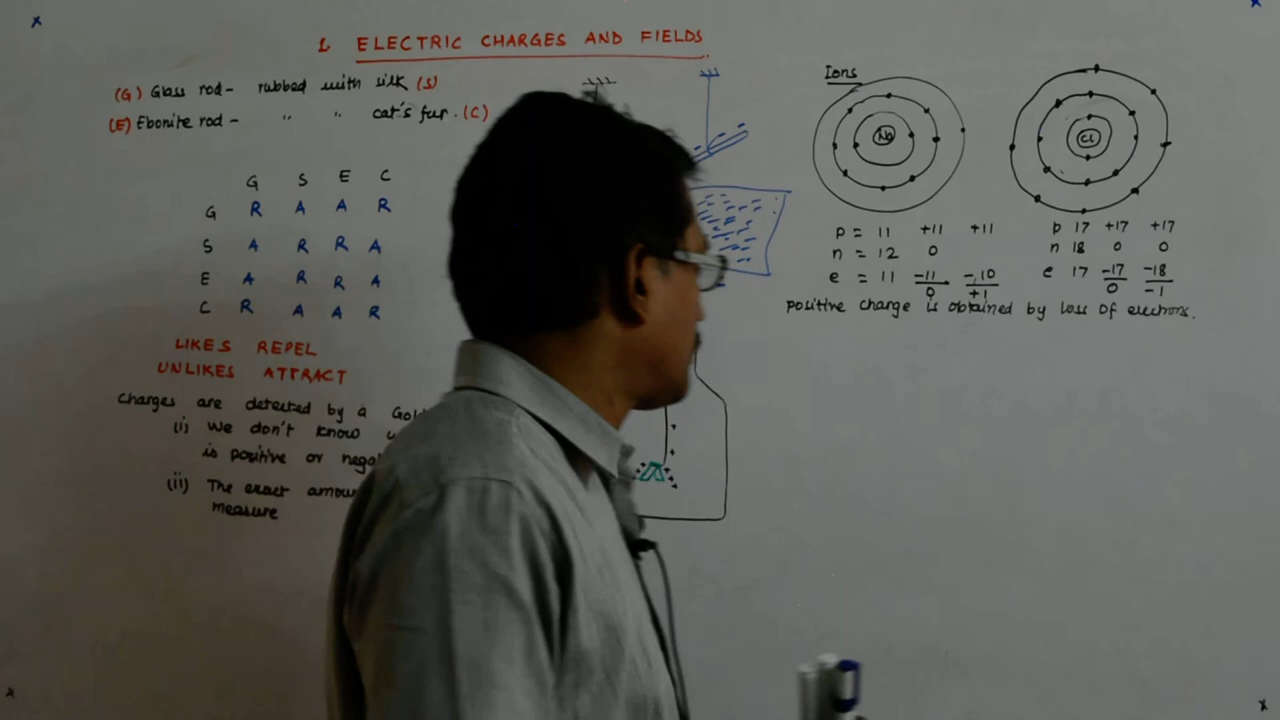 1. ELECTRIC CHARGES AND FIELDS
(G) Glass rod- rubbed with silk (S)
(E) Ebonite rod- " " cat's fur. (C)
G S E C
G R A A R
S A R R A
E A R R A
C R A A R
LIKES REPEL
UNLIKES ATTRACT
Charges are detected by a
(i) We don't know
is positive or
(ii) The exact
measure
Ions
Na
Cl
p = 11 +11 +11
n = 12 0
e = 11 -11 -10
0 +1
p 17 +17 +17
n 18 0 0
e 17 -17 -18
0 -1
positive charge is obtained by loss of electrons.